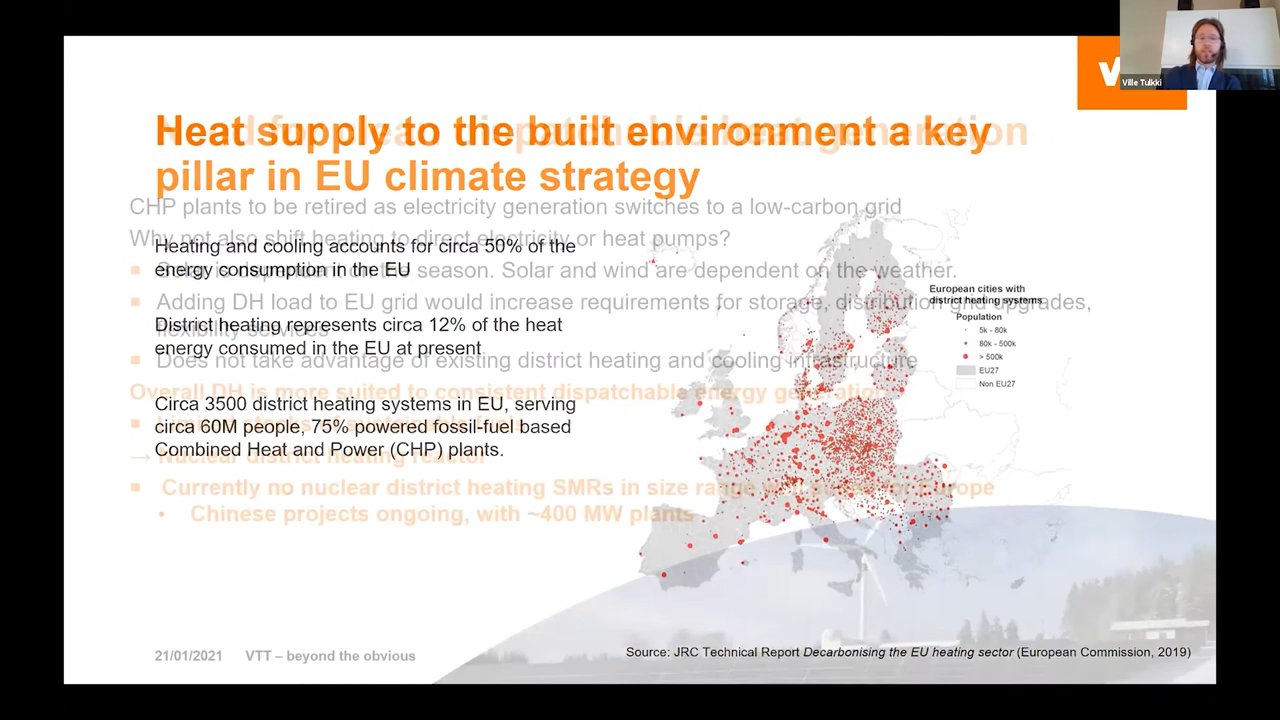 Ville Tulkki
Heat supply to the built environment a key
pillar in EU climate strategy
dispatchable heat generation
CHP plants to be retired as electricity generation switches to a low-carbon grid
Why not also shift heating to direct electricity or heat pumps?
Heating and cooling accounts for circa 50% of the
energy consumption in the EU
season. Solar and wind are dependent on the weather.
Adding DH load to EU grid would increase requirements for storage, distribution grid upgrades,
flexibility services
District heating represents circa 12% of the heat
energy consumed in the EU at present
Does not take advantage of existing district heating and cooling infrastructure
Overall DH is more suited to consistent dispatchable energy generation
Circa 3500 district heating systems in EU, serving
circa 60M people, 75% powered fossil-fuel based
Combined Heat and Power (CHP) plants.
→ Nuclear district heating reactor
Currently no nuclear district heating SMRs in size range
• Chinese projects ongoing, with ~400 MW plants
European cities with
district heating systems
Population
5k - 80k
80k - 500k
> 500k
EU27
Non EU27
21/01/2021 VTT – beyond the obvious
Source: JRC Technical Report Decarbonising the EU heating sector (European Commission, 2019)